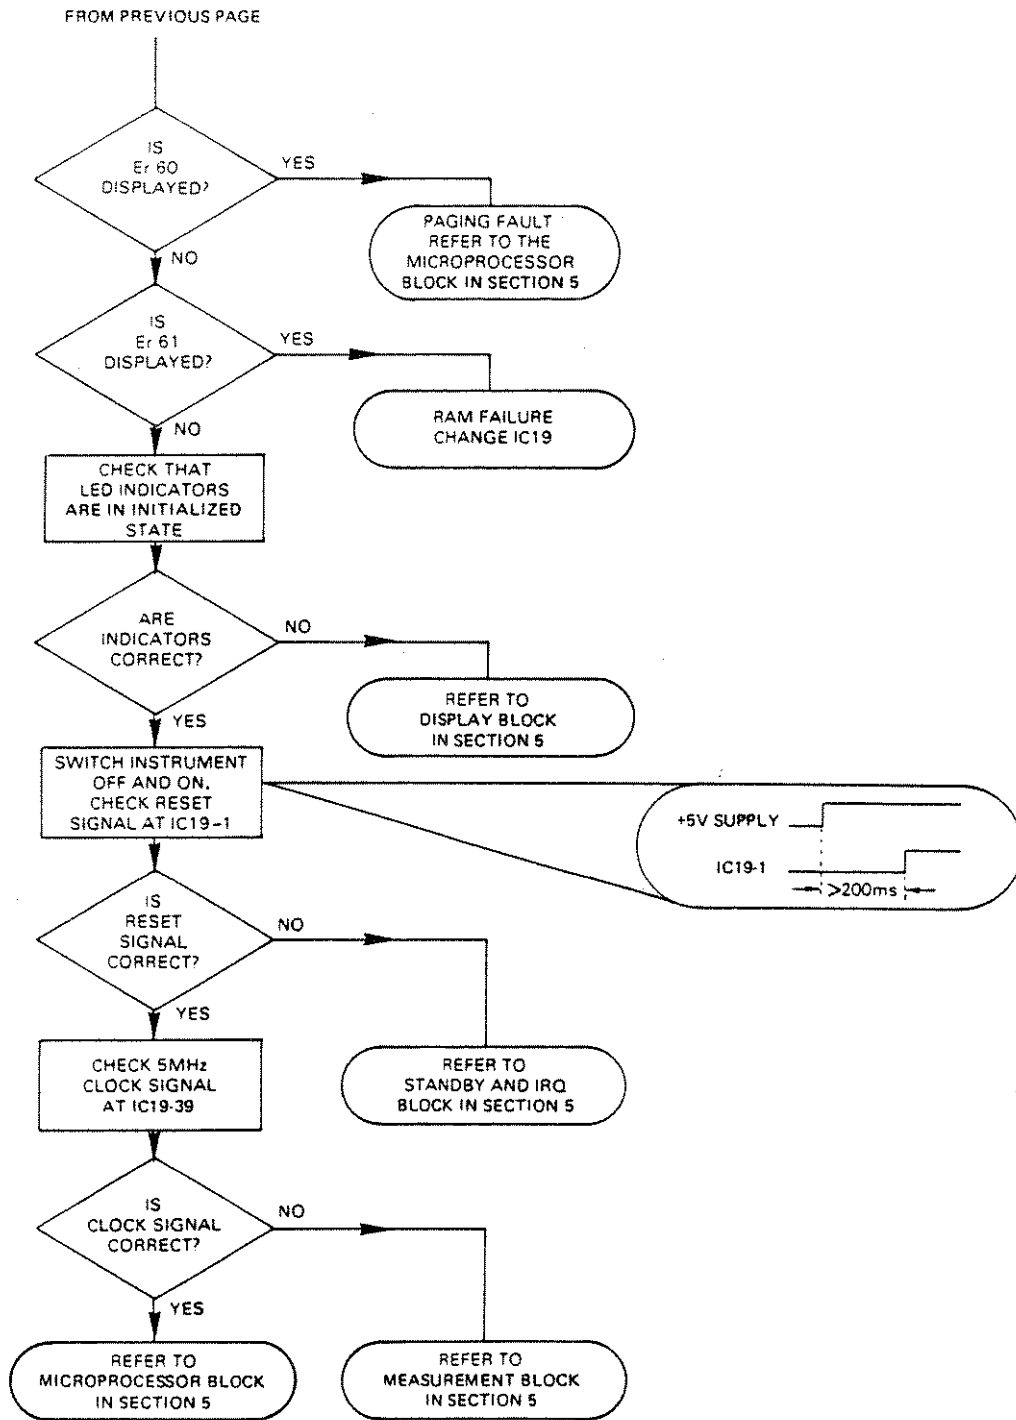 FROM PREVIOUS PAGE
IS
Er 60
DISPLAYED?
YES
PAGING FAULT
REFER TO THE
MICROPROCESSOR
BLOCK IN SECTION 5
NO
IS
Er 61
DISPLAYED?
YES
RAM FAILURE
CHANGE IC19
NO
CHECK THAT
LED INDICATORS
ARE IN INITIALIZED
STATE
ARE
INDICATORS
CORRECT?
NO
REFER TO
DISPLAY BLOCK
IN SECTION 5
YES
SWITCH INSTRUMENT
OFF AND ON.
CHECK RESET
SIGNAL AT IC19-1
+5V SUPPLY
IC19-1
>200ms
IS
RESET
SIGNAL
CORRECT?
NO
REFER TO
STANDBY AND IRQ
BLOCK IN SECTION 5
YES
CHECK 5MHz
CLOCK SIGNAL
AT IC19-39
IS
CLOCK SIGNAL
CORRECT?
NO
REFER TO
MEASUREMENT BLOCK
IN SECTION 5
YES
REFER TO
MICROPROCESSOR BLOCK
IN SECTION 5